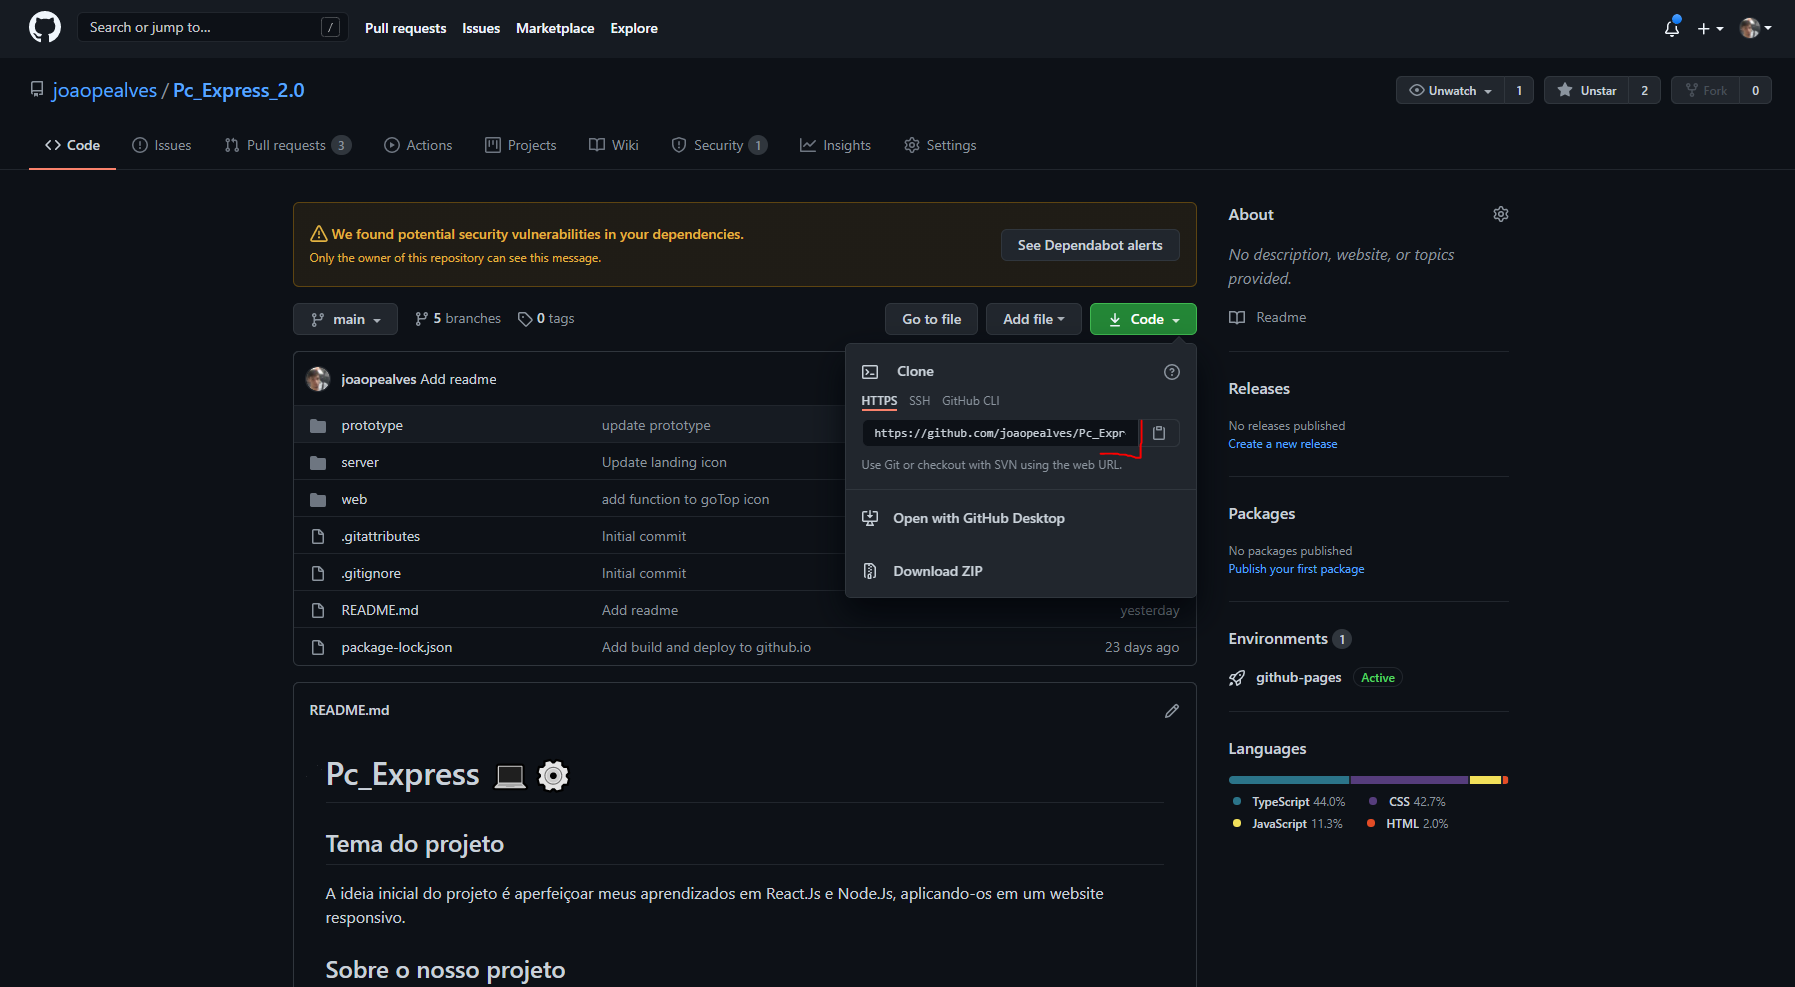 Search or jump to... /
Pull requests Issues Marketplace Explore
joaopealves / Pc_Express_2.0
Unwatch 1 Unstar 2 Fork 0
Code Issues Pull requests 3 Actions Projects Wiki Security 1 Insights Settings
We found potential security vulnerabilities in your dependencies.
Only the owner of this repository can see this message.
See Dependabot alerts
main 5 branches 0 tags
Go to file Add file Code
joaopealves Add readme
prototype update prototype
server Update landing icon
web add function to goTop icon
.gitattributes Initial commit
.gitignore Initial commit
README.md Add readme yesterday
package-lock.json Add build and deploy to github.io 23 days ago
Clone
HTTPS SSH GitHub CLI
https://github.com/joaopealves/Pc_Expr
Use Git or checkout with SVN using the web URL.
Open with GitHub Desktop
Download ZIP
README.md
Pc_Express
Tema do projeto
A ideia inicial do projeto é aperfeiçoar meus aprendizados em React.Js e Node.Js, aplicando-os em um website
responsivo.
Sobre o nosso projeto
About
No description, website, or topics
provided.
Readme
Releases
No releases published
Create a new release
Packages
No packages published
Publish your first package
Environments 1
github-pages Active
Languages
TypeScript 44.0% CSS 42.7%
JavaScript 11.3% HTML 2.0%